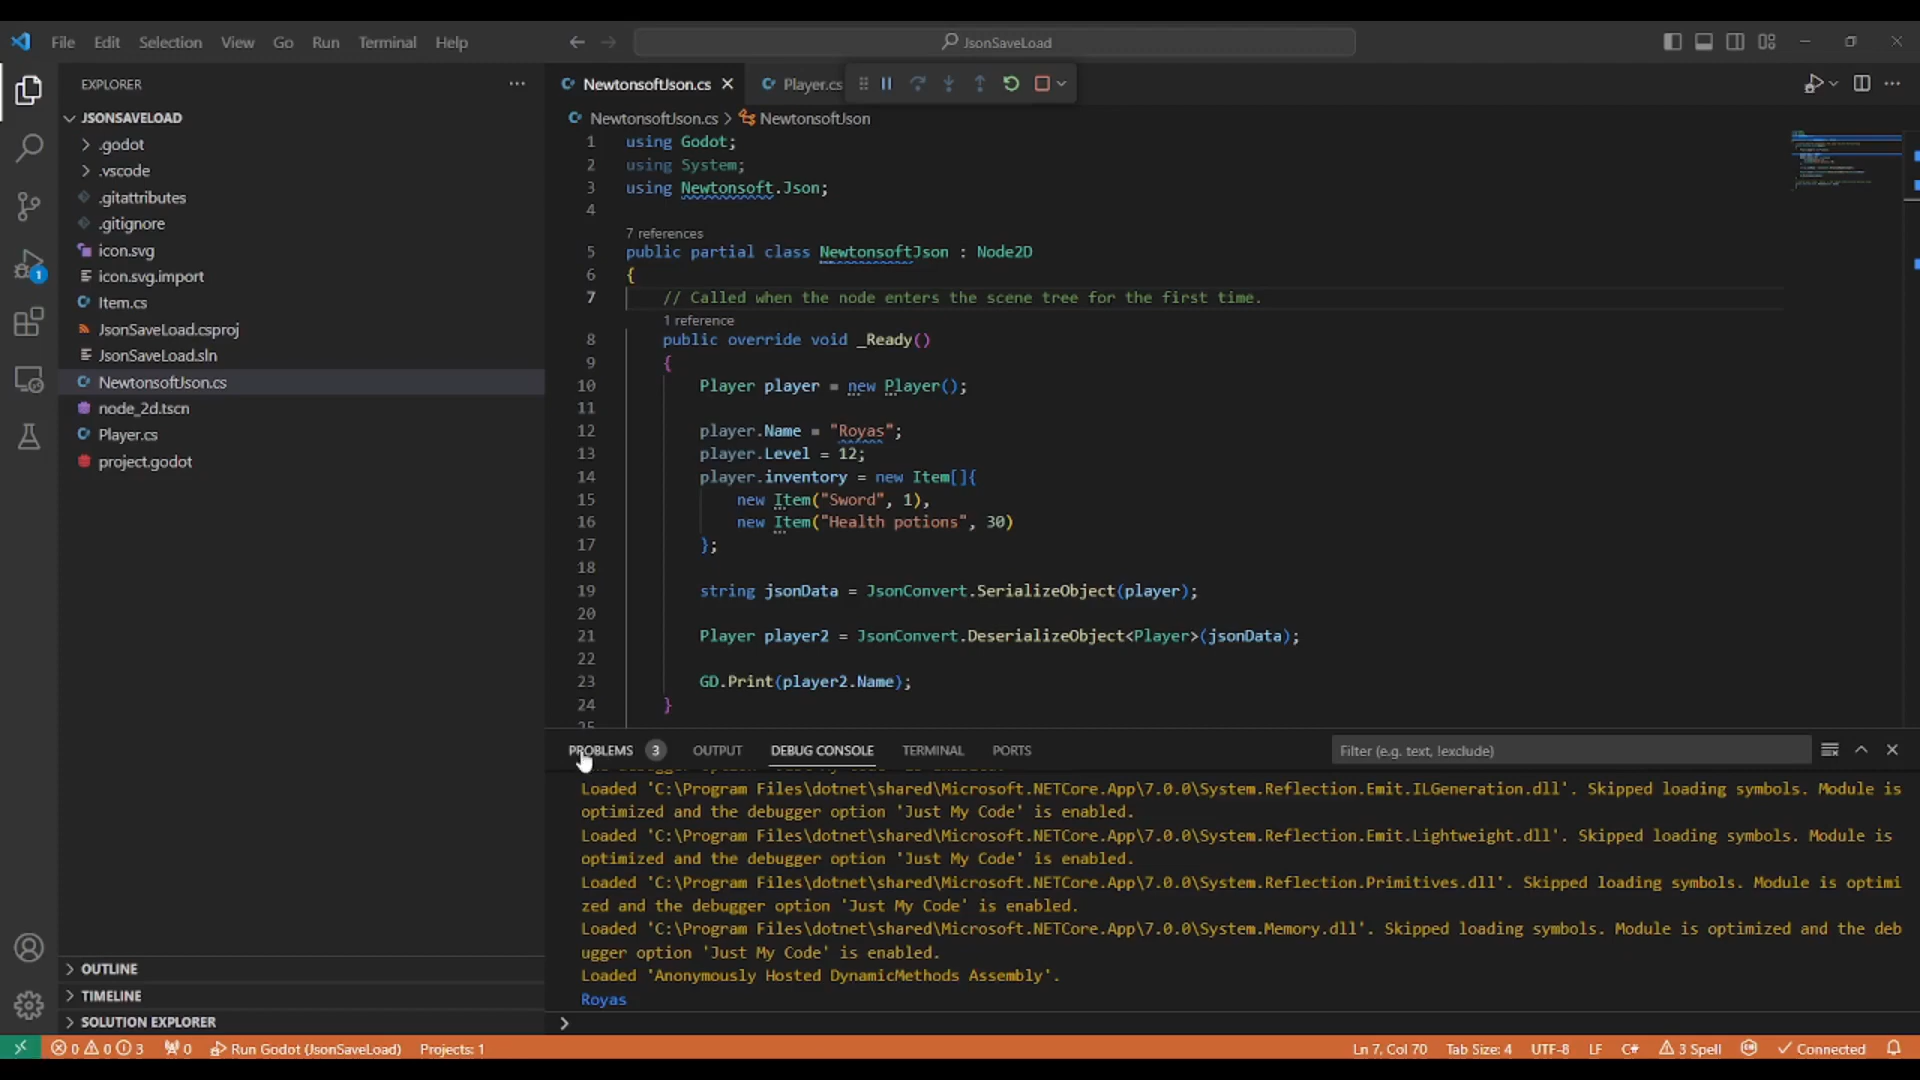 File Edit Selection View Go Run Terminal Help
JsonSaveLoad
EXPLORER
JSONSAVELOAD
.godot
.vscode
.gitattributes
.gitignore
icon.svg
icon.svg.import
Item.cs
JsonSaveLoad.csproj
JsonSaveLoad.sln
NewtonsoftJson.cs
node_2d.tscn
Player.cs
project.godot
OUTLINE
TIMELINE
SOLUTION EXPLORER
1
NewtonsoftJson.cs
Player.cs
NewtonsoftJson.cs > NewtonsoftJson
1 using Godot;
2 using System;
3 using Newtonsoft.Json;
4
7 references
5 public partial class NewtonsoftJson : Node2D
6 {
7 // Called when the node enters the scene tree for the first time.
1 reference
8 public override void _Ready()
9 {
10 Player player = new Player();
11
12 player.Name = "Royas";
13 player.Level = 12;
14 player.inventory = new Item[]{
15 new Item("Sword", 1),
16 new Item("Health potions", 30)
17 };
18
19 string jsonData = JsonConvert.SerializeObject(player);
20
21 Player player2 = JsonConvert.DeserializeObject<Player>(jsonData);
22
23 GD.Print(player2.Name);
24 }
25
PROBLEMS 3 OUTPUT DEBUG CONSOLE TERMINAL PORTS
Filter (e.g. text, !exclude)
Loaded 'C:\Program Files\dotnet\shared\Microsoft.NETCore.App\7.0.0\System.Reflection.Emit.ILGeneration.dll'. Skipped loading symbols. Module is
optimized and the debugger option 'Just My Code' is enabled.
Loaded 'C:\Program Files\dotnet\shared\Microsoft.NETCore.App\7.0.0\System.Reflection.Emit.Lightweight.dll'. Skipped loading symbols. Module is
optimized and the debugger option 'Just My Code' is enabled.
Loaded 'C:\Program Files\dotnet\shared\Microsoft.NETCore.App\7.0.0\System.Reflection.Primitives.dll'. Skipped loading symbols. Module is optimi
zed and the debugger option 'Just My Code' is enabled.
Loaded 'C:\Program Files\dotnet\shared\Microsoft.NETCore.App\7.0.0\System.Memory.dll'. Skipped loading symbols. Module is optimized and the deb
ugger option 'Just My Code' is enabled.
Loaded 'Anonymously Hosted DynamicMethods Assembly'.
Royas
>
0 0 3 0 Run Godot (JsonSaveLoad) Projects: 1
Ln 7, Col 70 Tab Size: 4 UTF-8 LF C# 3 Spell Connected